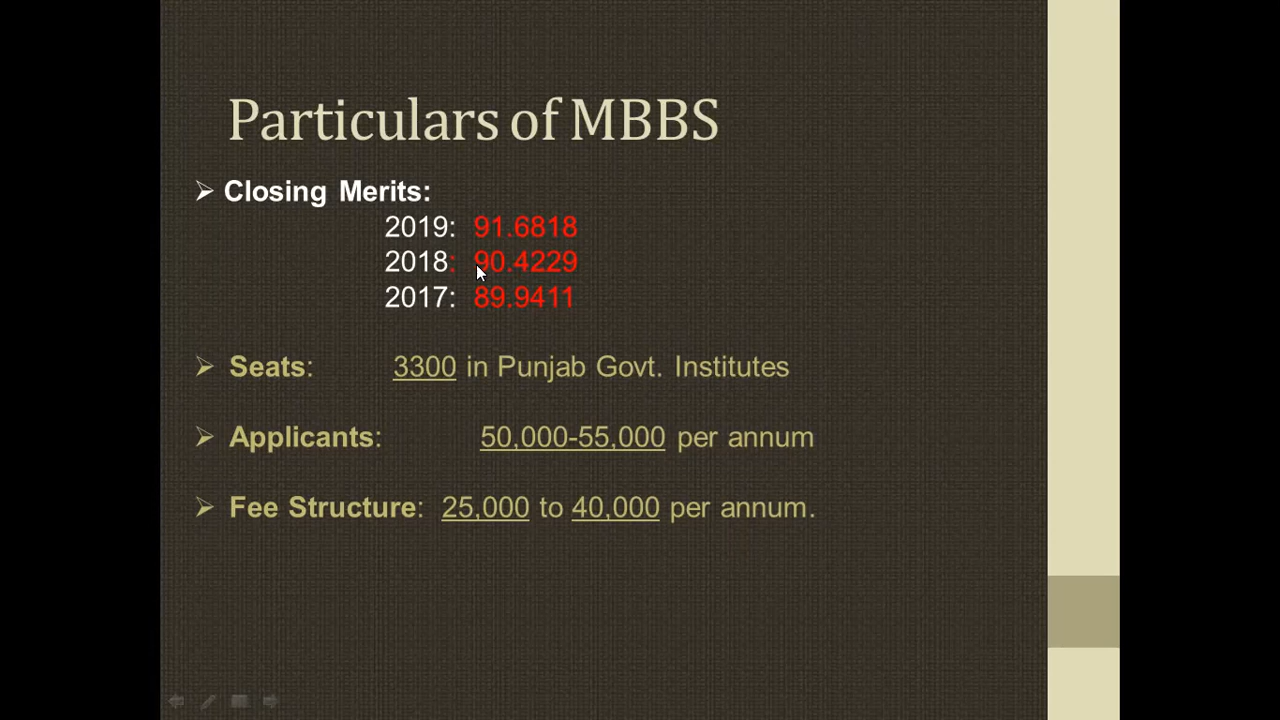 Particulars of MBBS
Closing Merits:
2019: 91.6818
2018: 90.4229
2017: 89.9411
Seats: 3300 in Punjab Govt. Institutes
Applicants: 50,000-55,000 per annum
Fee Structure: 25,000 to 40,000 per annum.